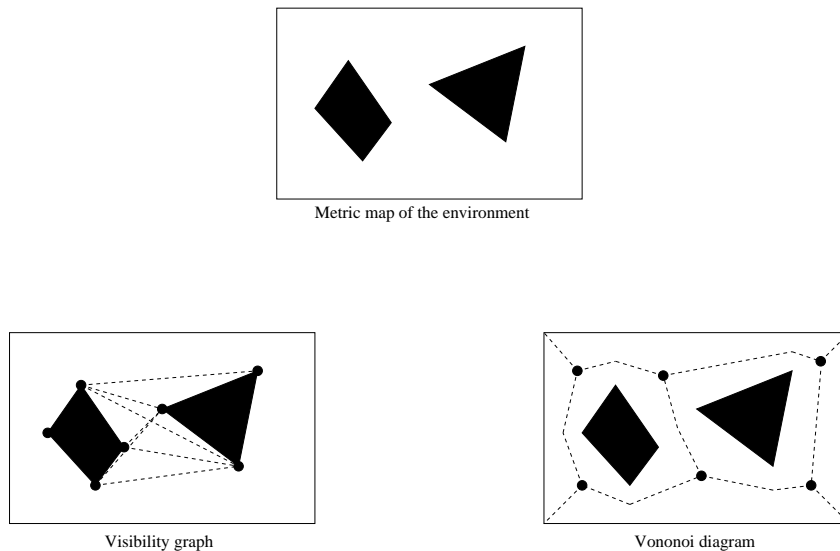 Metric map of the environment
Visibility graph
Vononoi diagram